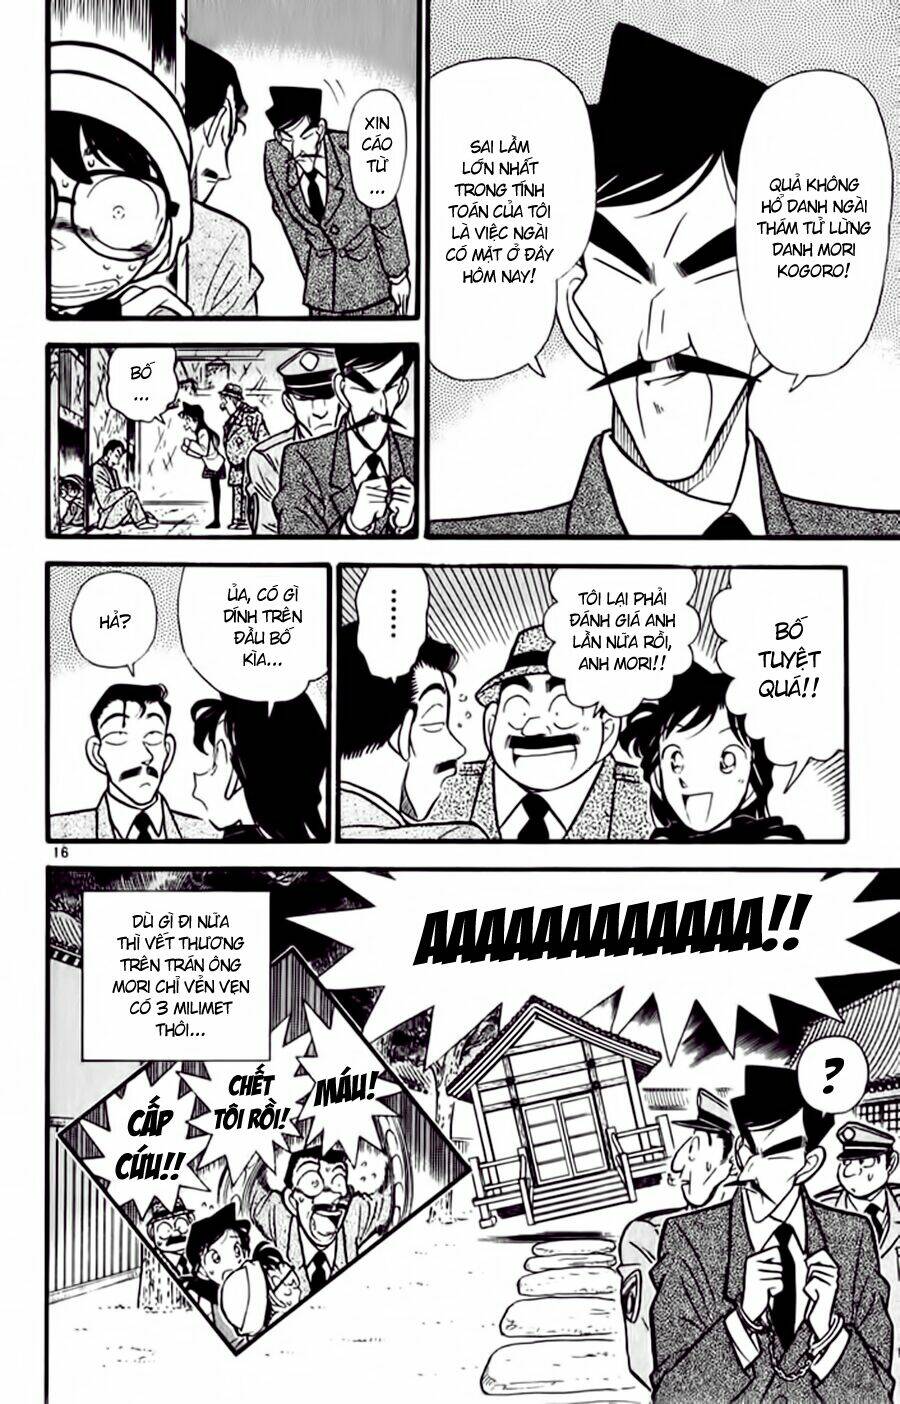 QUẢ KHÔNG
HỔ DANH NGÀI
THÁM TỬ LỪNG
DANH MORI
KOGORO!
SAI LẦM
LỚN NHẤT
TRONG TÍNH
TOÁN CỦA TÔI
LÀ VIỆC NGÀI
CÓ MẶT Ở ĐÂY
HÔM NAY!
XIN
CÁO
TỪ
...
BỐ
...
BỐ
TUYỆT
QUÁ!!
TÔI LẠI PHẢI
ĐÁNH GIÁ ANH
LẦN NỮA RỒI,
ANH MORI!!
......
ỦA, CÓ GÌ
DÍNH TRÊN
ĐẦU BỐ
KÌA...
HẢ?
16
AAAAAAAAAAAA!!
?
DÙ GÌ ĐI NỮA
THÌ VẾT THƯƠNG
TRÊN TRÁN ÔNG
MORI CHỈ VẺN VẸN
CÓ 3 MILIMET
THÔI...
MÁU!
CHẾT
TÔI RỒI!
CẤP
CỨU!!